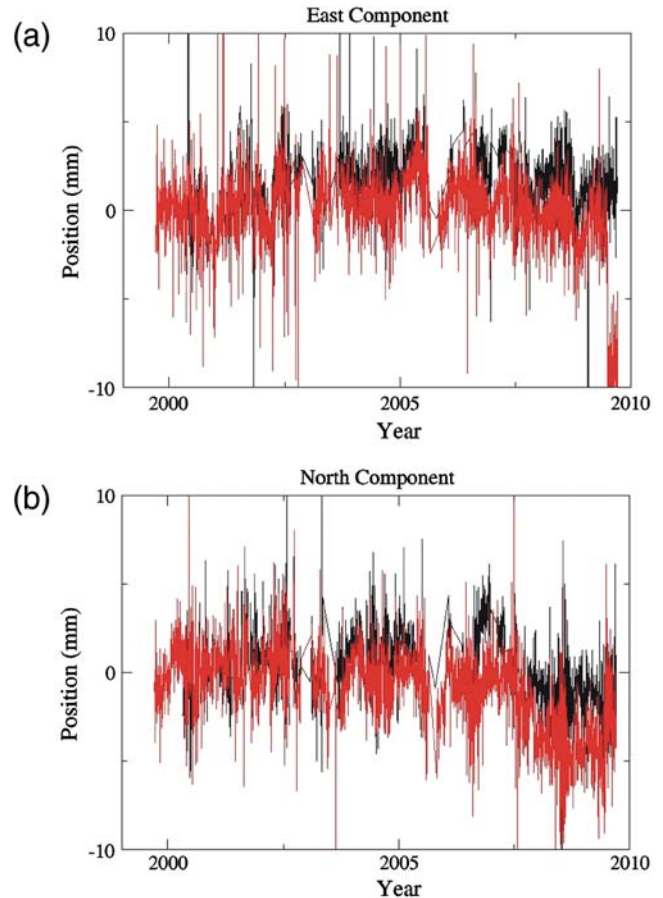 (a)
East Component
10
0
-10
Position (mm)
2000
2005
2010
Year
(b)
North Component
10
0
-10
Position (mm)
2000
2005
2010
Year